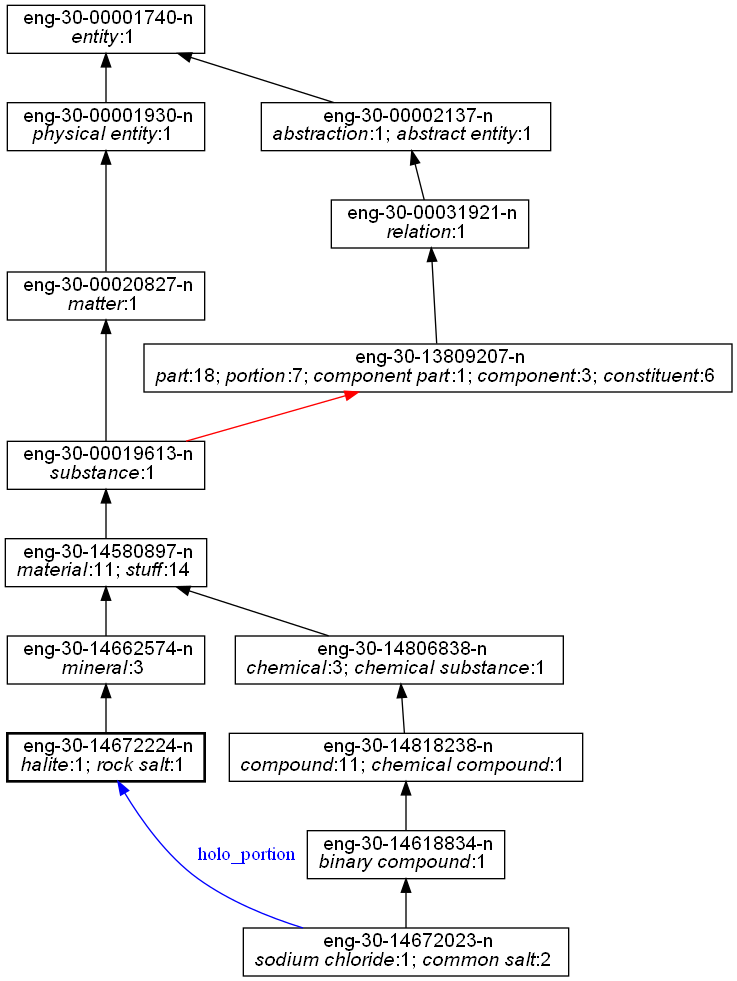 eng-30-00001740-n
entity:1
eng-30-00001930-n
physical entity:1
eng-30-00002137-n
abstraction:1; abstract entity:1
eng-30-00031921-n
relation:1
eng-30-00020827-n
matter:1
eng-30-13809207-n
part:18; portion:7; component part:1; component:3; constituent:6
eng-30-00019613-n
substance:1
eng-30-14580897-n
material:11; stuff:14
eng-30-14662574-n
mineral:3
eng-30-14806838-n
chemical:3; chemical substance:1
eng-30-14672224-n
halite:1; rock salt:1
eng-30-14818238-n
compound:11; chemical compound:1
holo_portion
eng-30-14618834-n
binary compound:1
eng-30-14672023-n
sodium chloride:1; common salt:2